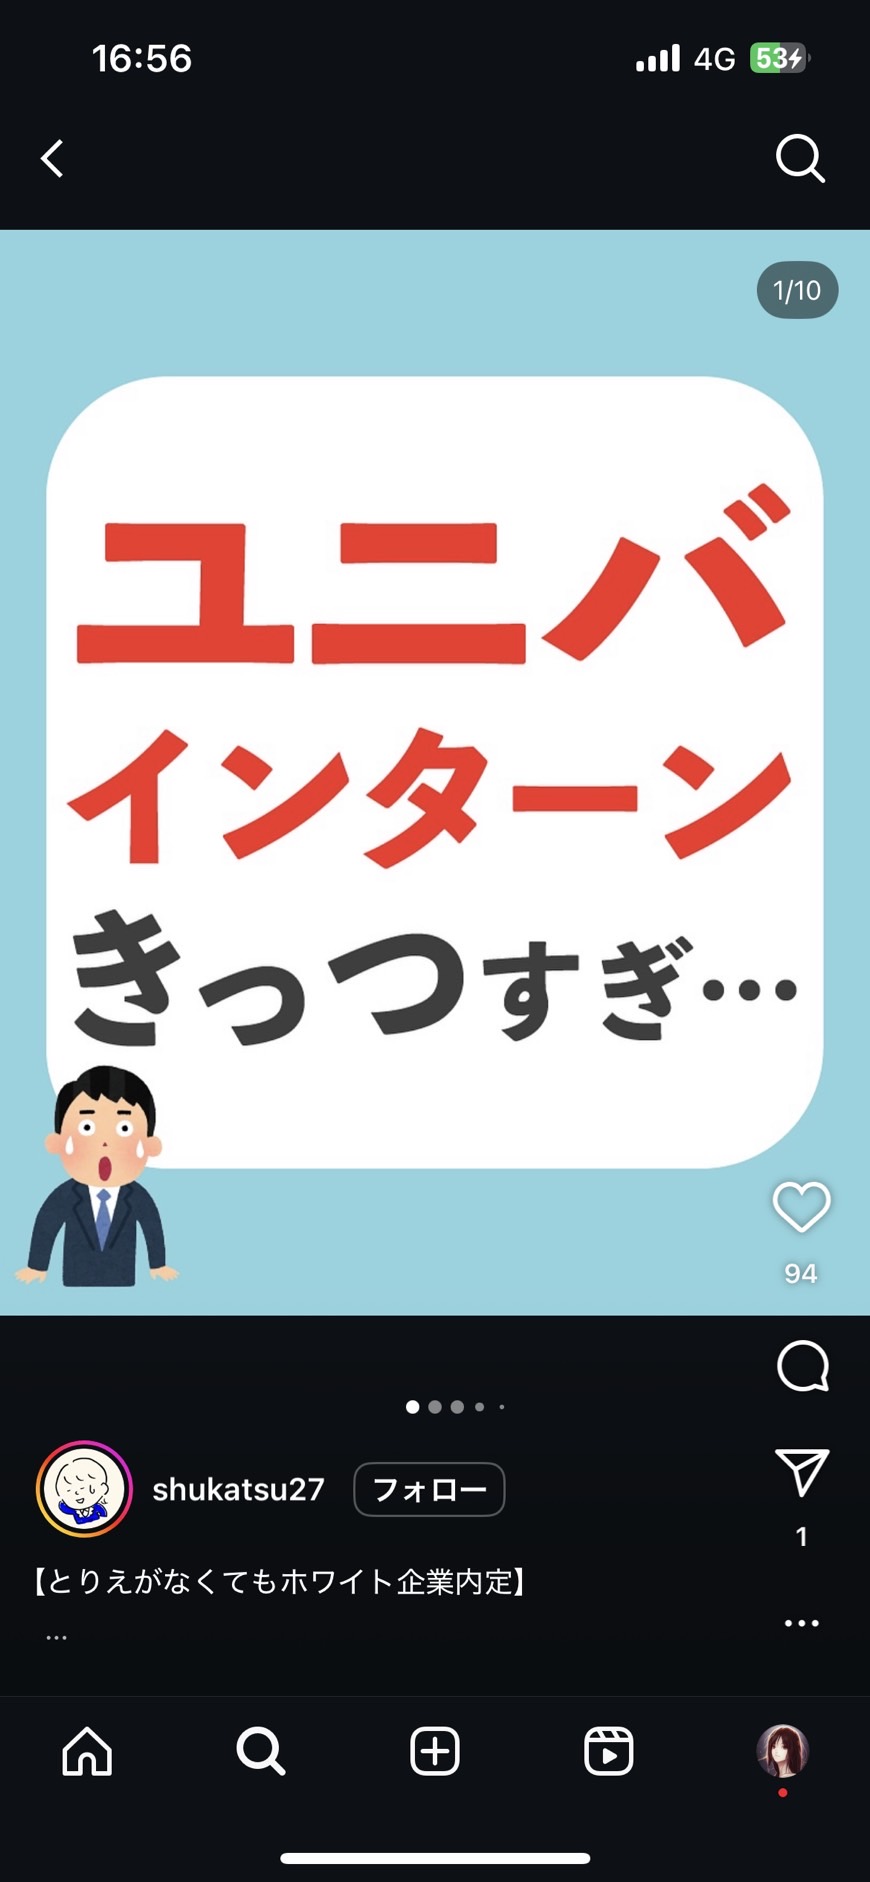 16:56
4G
53
1/10
ユニバ
インターン
きっつすぎ…
94
shukatsu27
フォロー
1
【とりえがなくてもホワイト企業内定】
...